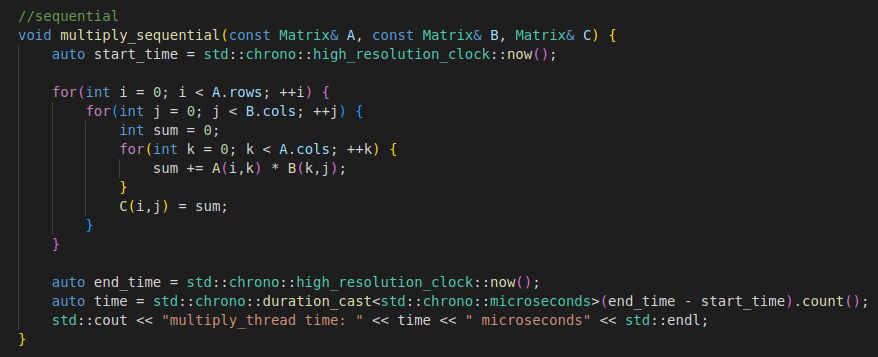 //sequential
void multiply_sequential(const Matrix& A, const Matrix& B, Matrix& C) {
    auto start_time = std::chrono::high_resolution_clock::now();

    for(int i = 0; i < A.rows; ++i) {
        for(int j = 0; j < B.cols; ++j) {
            int sum = 0;
            for(int k = 0; k < A.cols; ++k) {
                sum += A(i,k) * B(k,j);
            }
            C(i,j) = sum;
        }
    }

    auto end_time = std::chrono::high_resolution_clock::now();
    auto time = std::chrono::duration_cast<std::chrono::microseconds>(end_time - start_time).count();
    std::cout << "multiply_thread time: " << time << " microseconds" << std::endl;
}